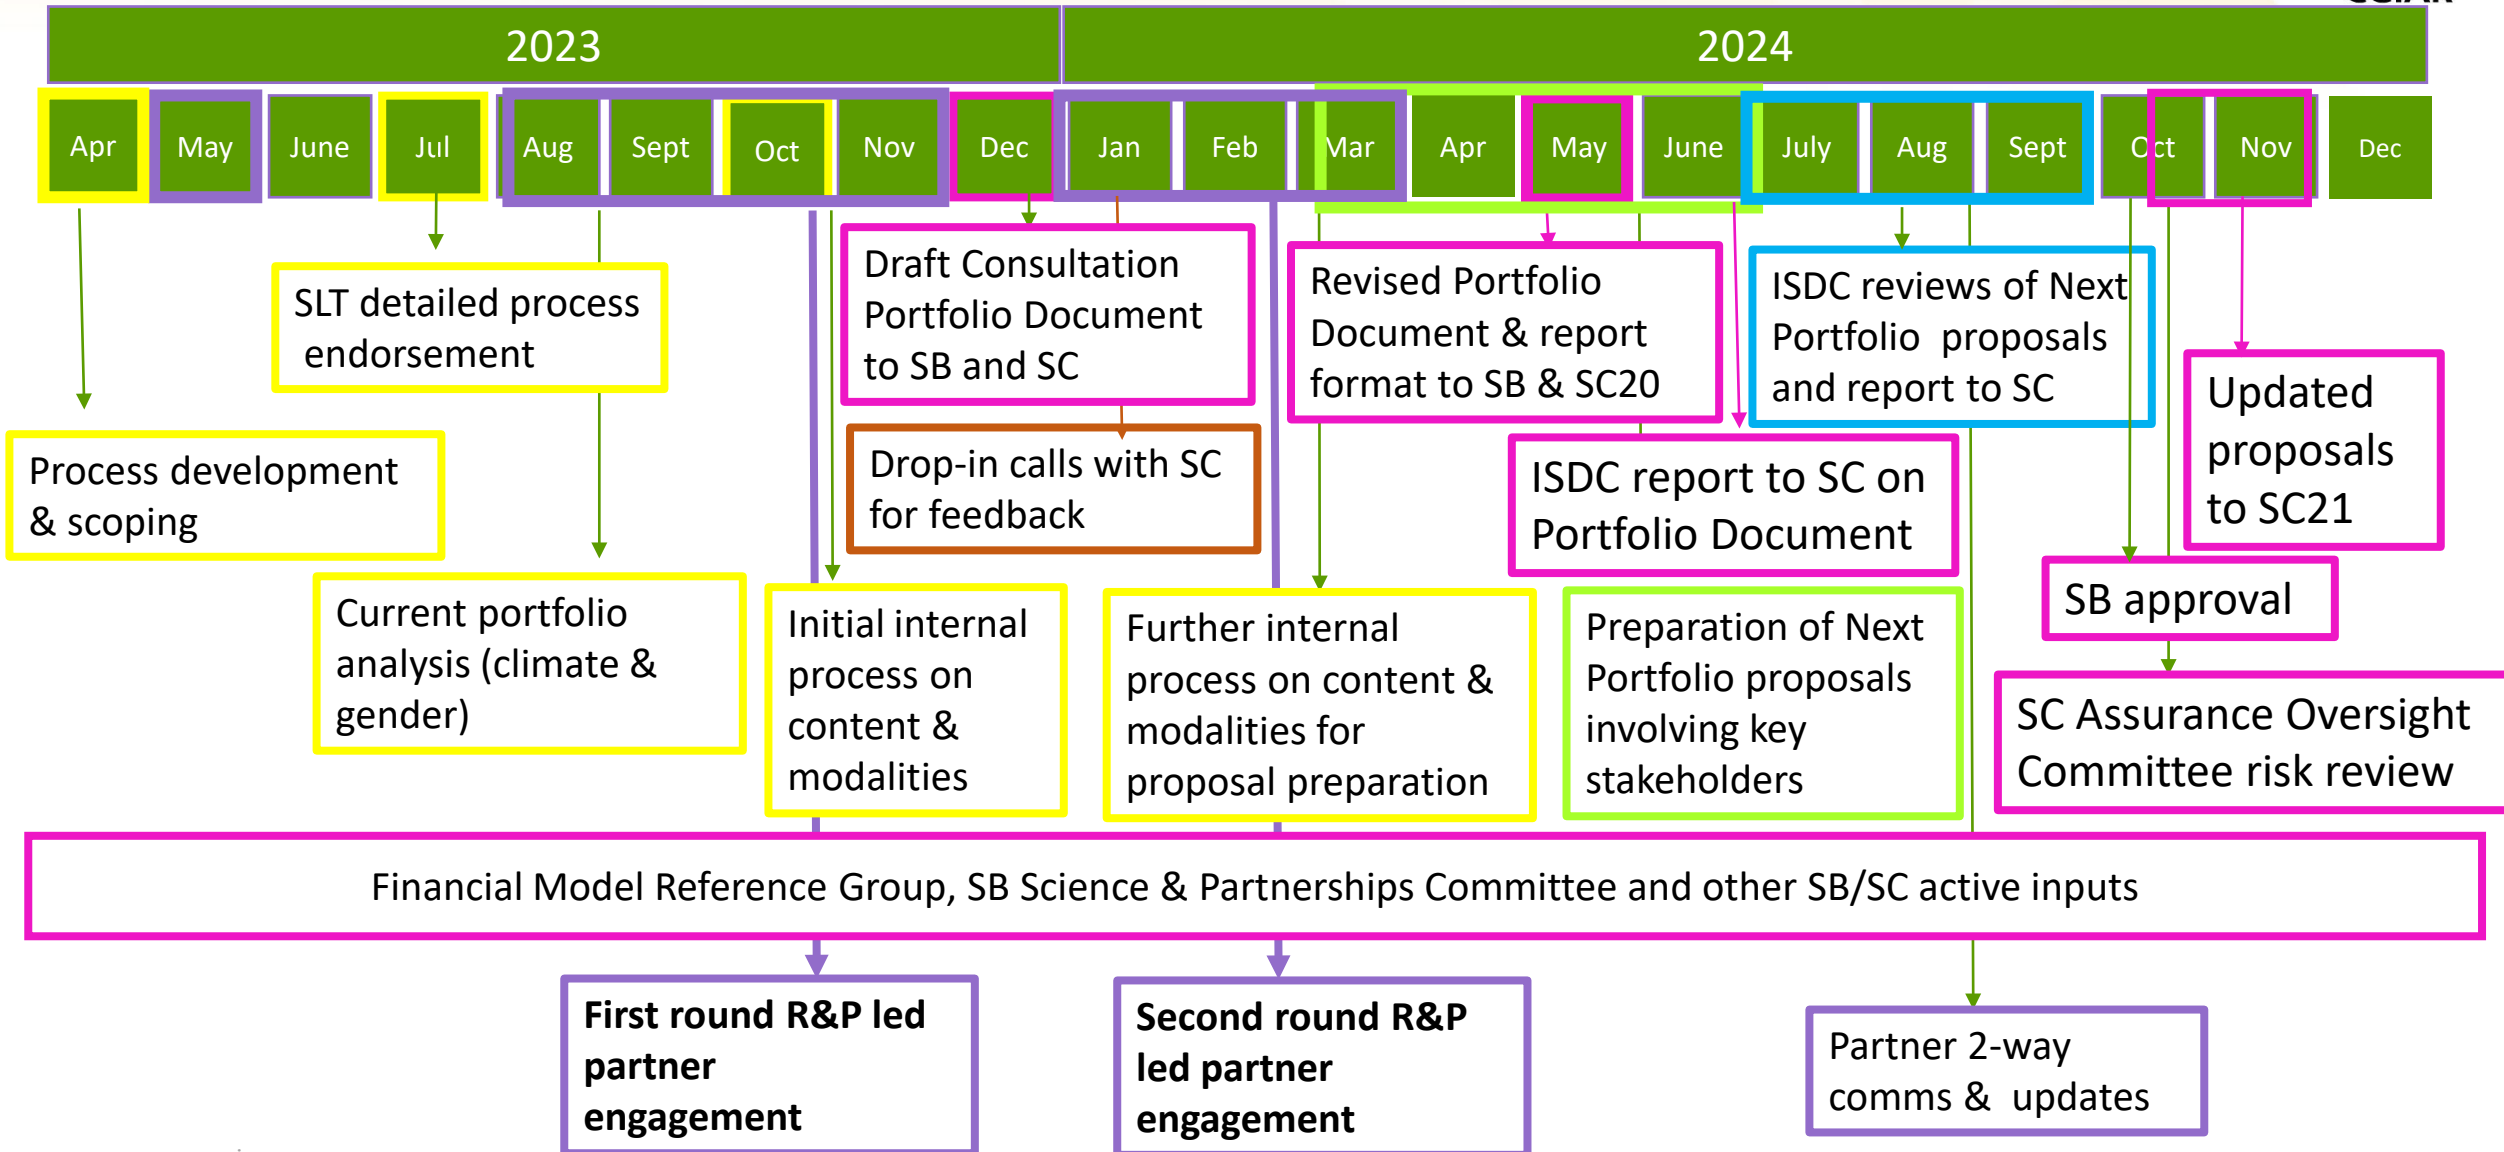 2023
2024
Apr
May
June
Jul
Aug
Sept
Oct
Nov
Dec
Jan
Feb
Mar
Apr
May
June
July
Aug
Sept
Oct
Nov
Dec
SLT detailed process
endorsement
Process development
& scoping
Current portfolio
analysis (climate &
gender)
Initial internal
process on
content &
modalities
Draft Consultation
Portfolio Document
to SB and SC
Drop-in calls with SC
for feedback
Further internal
process on content &
modalities for
proposal preparation
Revised Portfolio
Document & report
format to SB & SC20
ISDC report to SC on
Portfolio Document
Preparation of Next
Portfolio proposals
involving key
stakeholders
ISDC reviews of Next
Portfolio proposals
and report to SC
Updated
proposals
to SC21
SB approval
SC Assurance Oversight
Committee risk review
Financial Model Reference Group, SB Science & Partnerships Committee and other SB/SC active inputs
First round R&P led
partner
engagement
Second round R&P
led partner
engagement
Partner 2-way
comms & updates